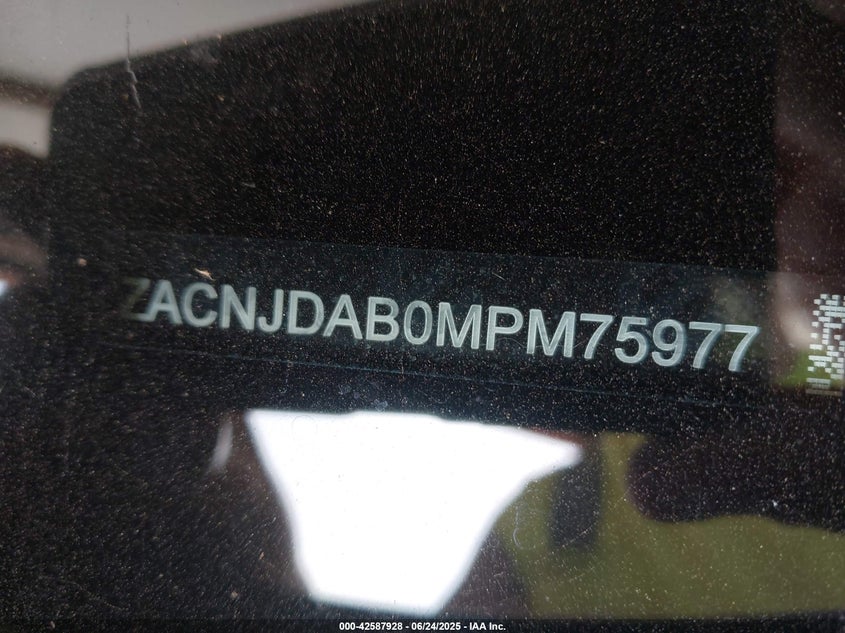 ZACNJDAB0MPM75977
000-42587928 - 06/24/2025 - IAA Inc.